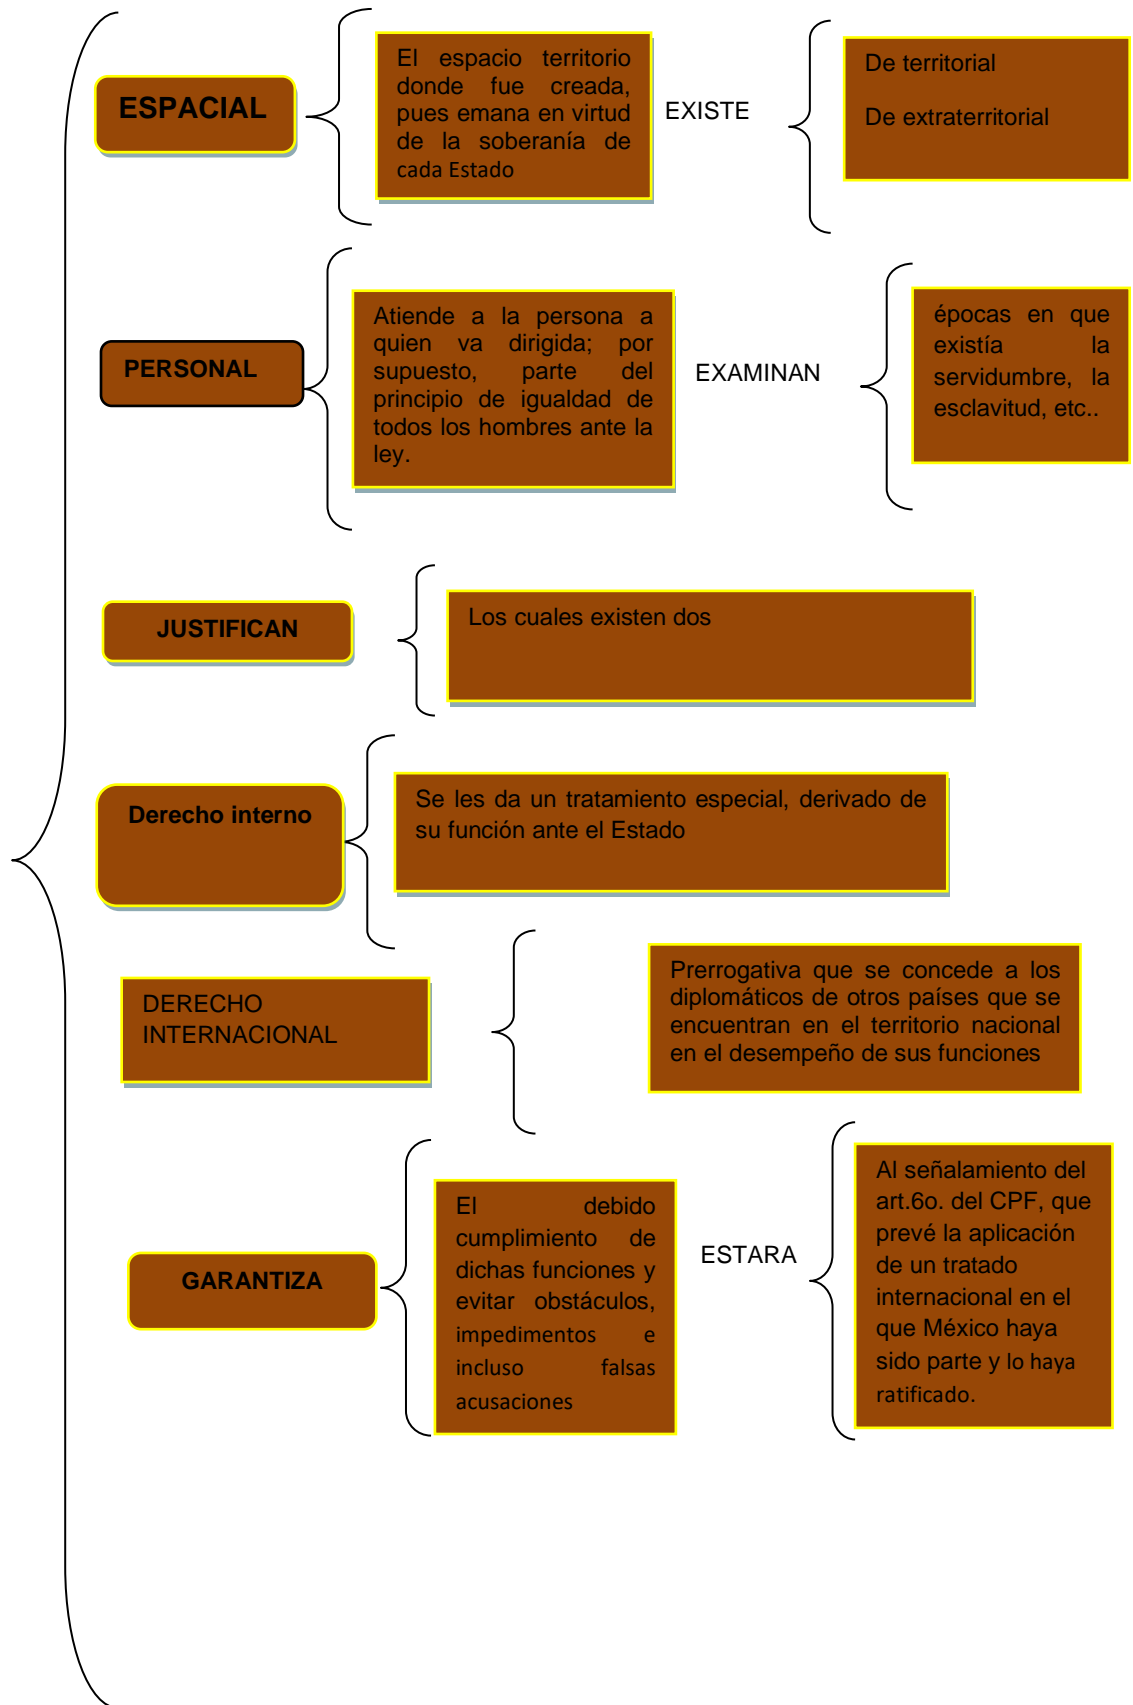 ESPACIAL
El espacio territorio
donde fue creada,
pues emana en virtud
de la soberanía de
cada Estado
EXISTE
De territorial
De extraterritorial
PERSONAL
Atiende a la persona a
quien va dirigida; por
supuesto, parte del
principio de igualdad de
todos los hombres ante la
ley.
EXAMINAN
épocas en que
existía la
servidumbre, la
esclavitud, etc..
JUSTIFICAN
Los cuales existen dos
Derecho interno
Se les da un tratamiento especial, derivado de
su función ante el Estado
DERECHO
INTERNACIONAL
Prerrogativa que se concede a los
diplomáticos de otros países que se
encuentran en el territorio nacional
en el desempeño de sus funciones
GARANTIZA
El debido
cumplimiento de
dichas funciones y
evitar obstáculos,
impedimentos e
incluso falsas
acusaciones
ESTARA
Al señalamiento del
art.6o. del CPF, que
prevé la aplicación
de un tratado
internacional en el
que México haya
sido parte y lo haya
ratificado.